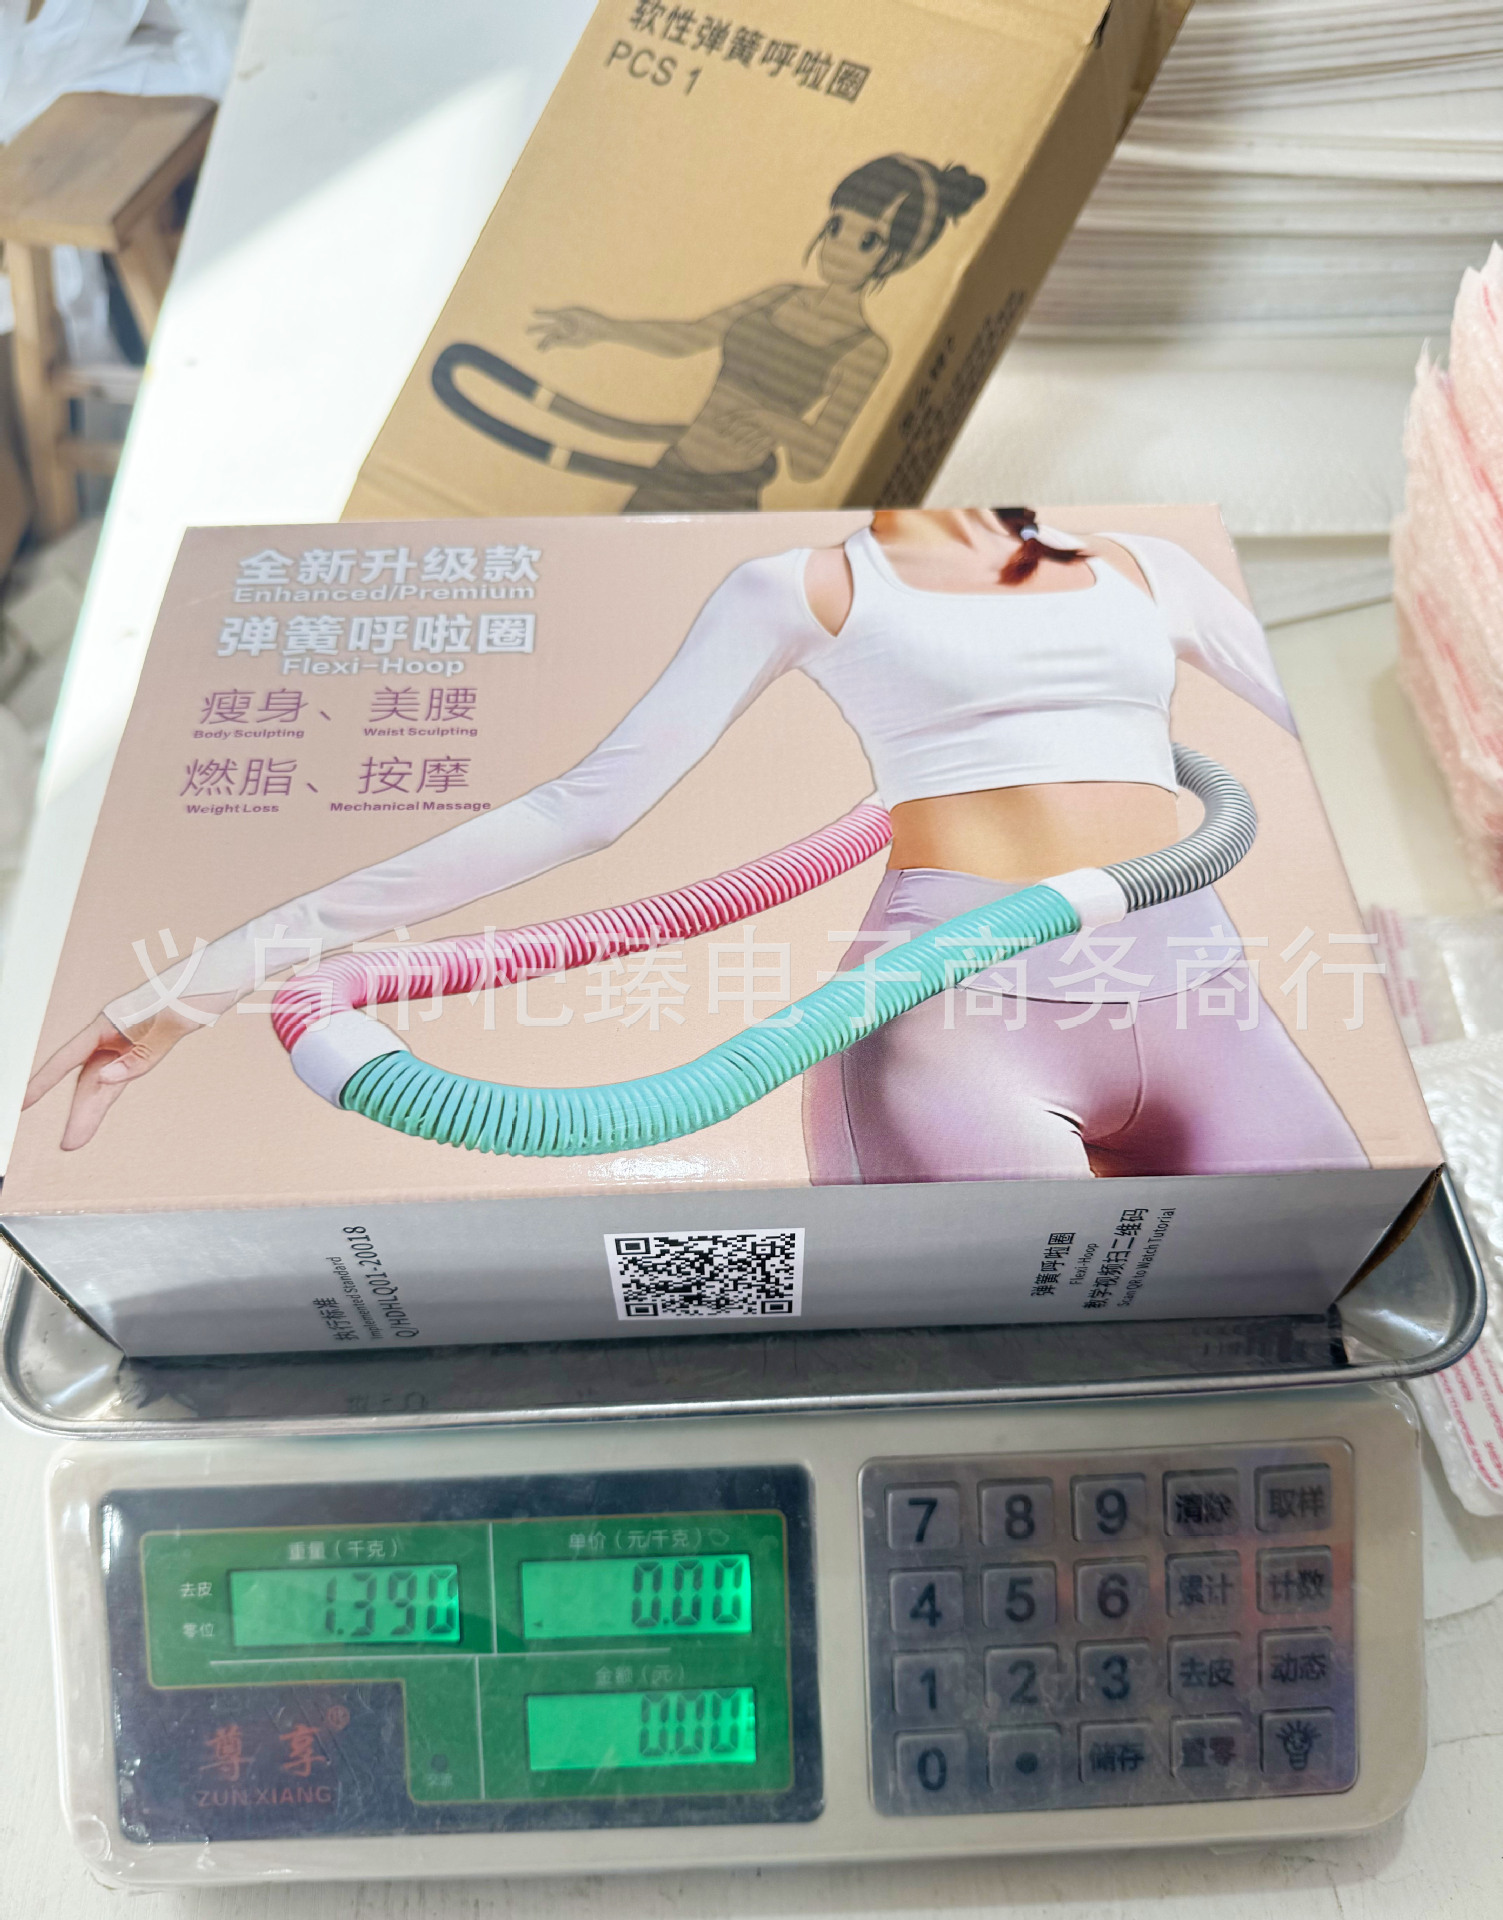 软性弹簧呼啦圈
PCS 1
全新升级款
Enhanced/Premium
弹簧呼啦圈
Flexi-Hoop
瘦身、美腰
Body Sculpting Waist Sculpting
燃脂、按摩
Weight Loss Mechanical Massage
义乌市杞臻电子商务商行
执行标准
Implemented Standard
Q/HDHLQ01-20018
弹簧呼啦圈
Flexi-Hoop
教学视频扫二维码
Scan QR to Watch Tutorial
重量(千克)
单价(元/千克)
去皮
1.390
0.00
零位
金额(元)
0.00
尊享
ZUN XIANG
7 8 9 清除 取样
4 5 6 累计 计数
1 2 3 去皮 动态
0 . 储存 置零